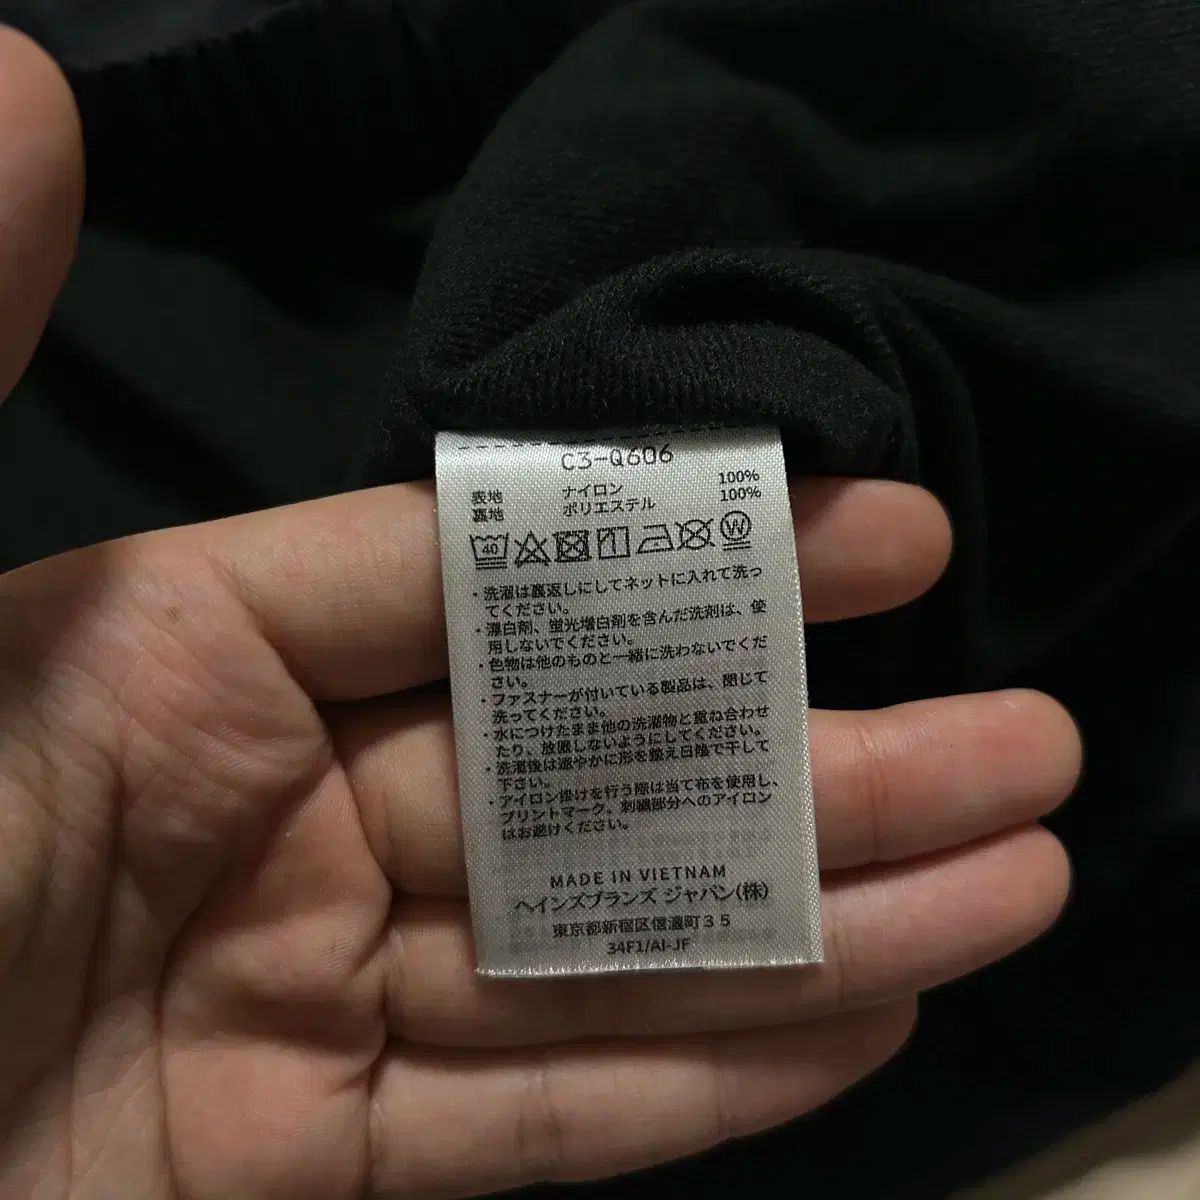 C3-Q606
表地 ナイロン 100%
裏地 ポリエステル 100%
40 W
・洗濯は裏返しにしてネットに入れて洗っ
てください。
・漂白剤、蛍光増白剤を含んだ洗剤は、使
用しないでください。
・色物は他のものと一緒に洗わないでくだ
さい。
・ファスナーが付いている製品は、閉じて
洗ってください。
・水につけたまま他の洗濯物と重ね合わせ
たり、放置しないようにしてください。
・洗濯後は速やかに形を整え日陰で干して
下さい。
・アイロン掛けを行う際は当て布を使用し、
プリントマーク、刺繍部分へのアイロン
はお避けください。
MADE IN VIETNAM
ヘインズブランズ ジャパン(株)
東京都新宿区信濃町35
34F1/AI-JF